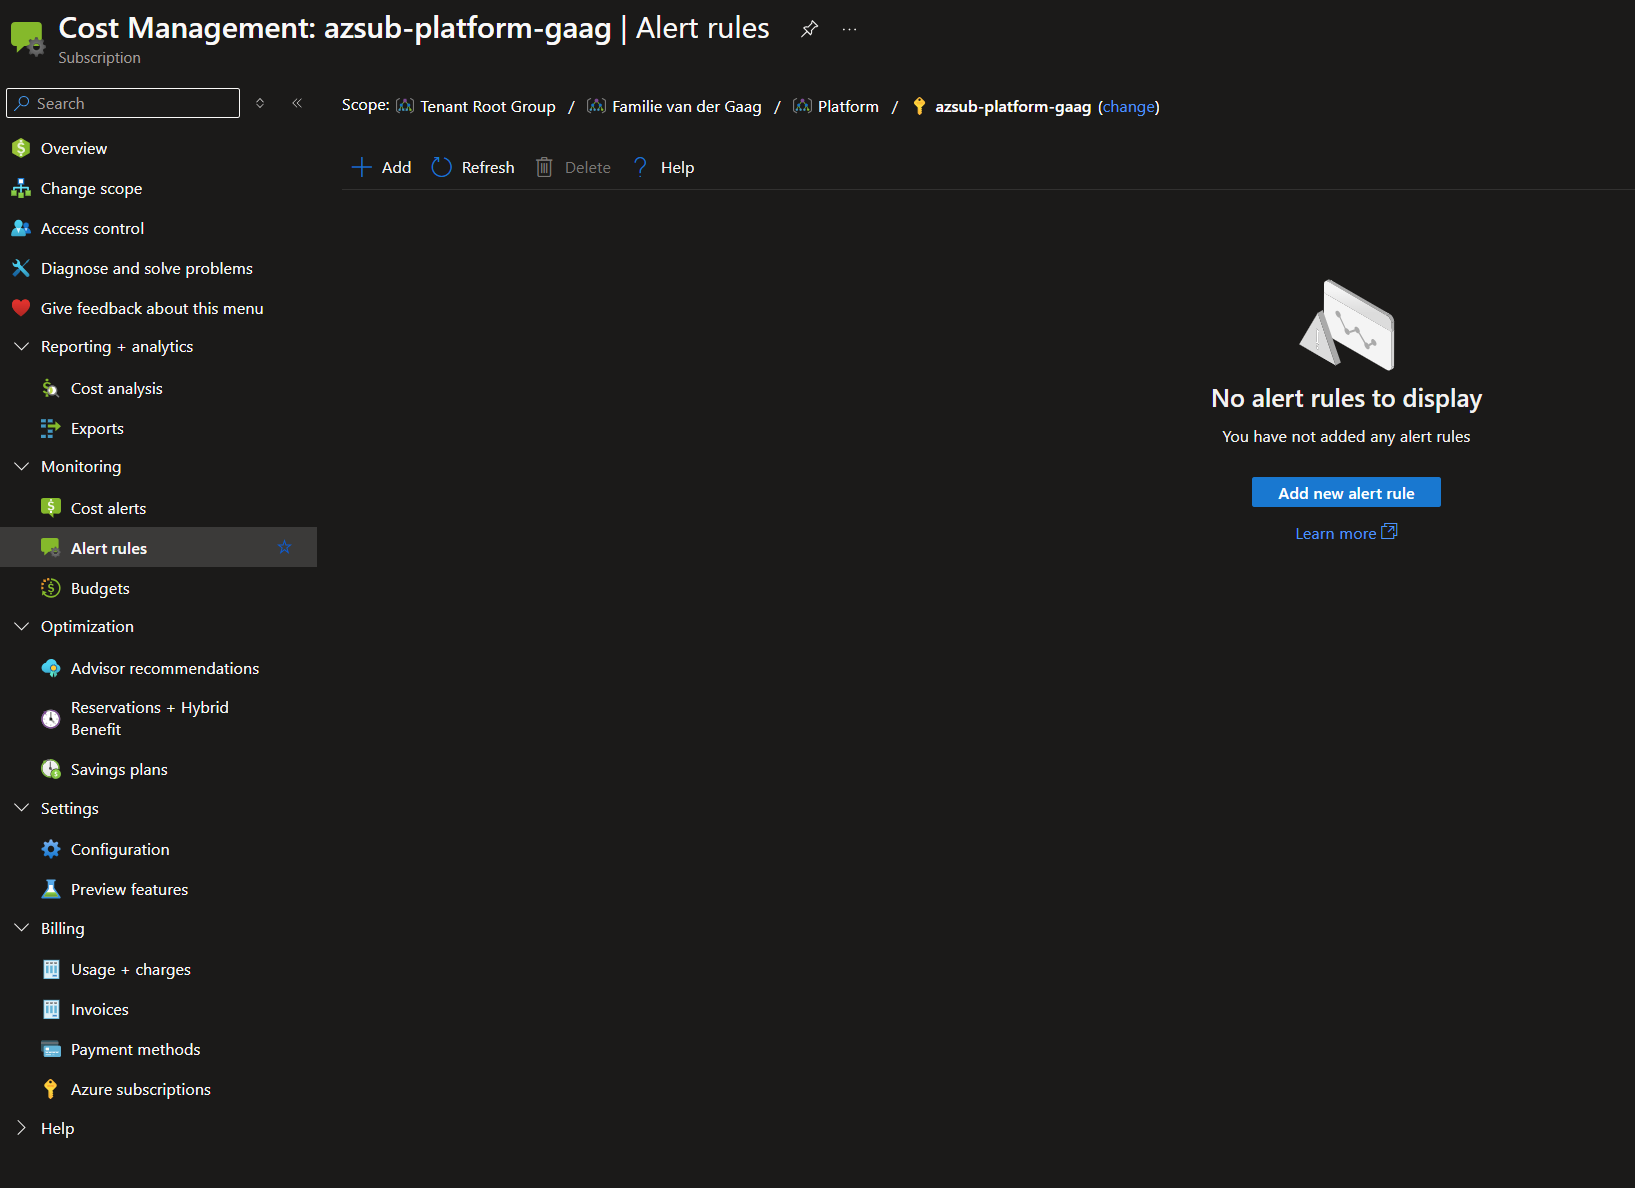 Cost Management: azsub-platform-gaag | Alert rules
Subscription
Search
Scope: Tenant Root Group / Familie van der Gaag / Platform / azsub-platform-gaag (change)
Add Refresh Delete Help
Overview
Change scope
Access control
Diagnose and solve problems
Give feedback about this menu
Reporting + analytics
Cost analysis
Exports
Monitoring
Cost alerts
Alert rules
Budgets
Optimization
Advisor recommendations
Reservations + Hybrid
Benefit
Savings plans
Settings
Configuration
Preview features
Billing
Usage + charges
Invoices
Payment methods
Azure subscriptions
Help
No alert rules to display
You have not added any alert rules
Add new alert rule
Learn more